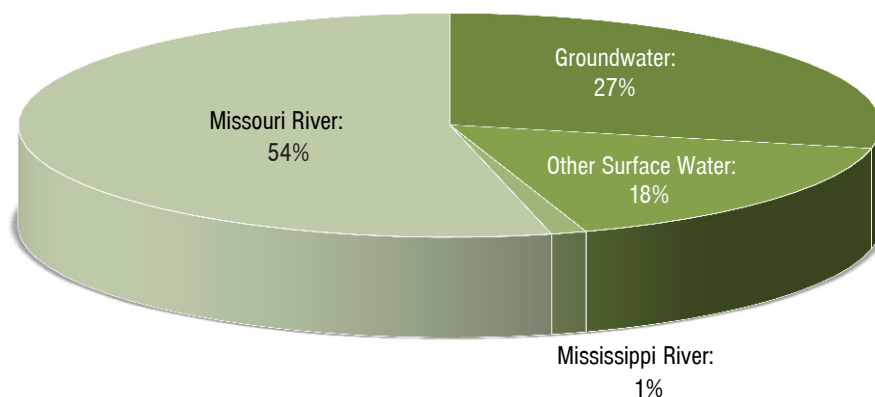 Groundwater:
27%
Missouri River:
54%
Other Surface Water:
18%
Mississippi River:
1%